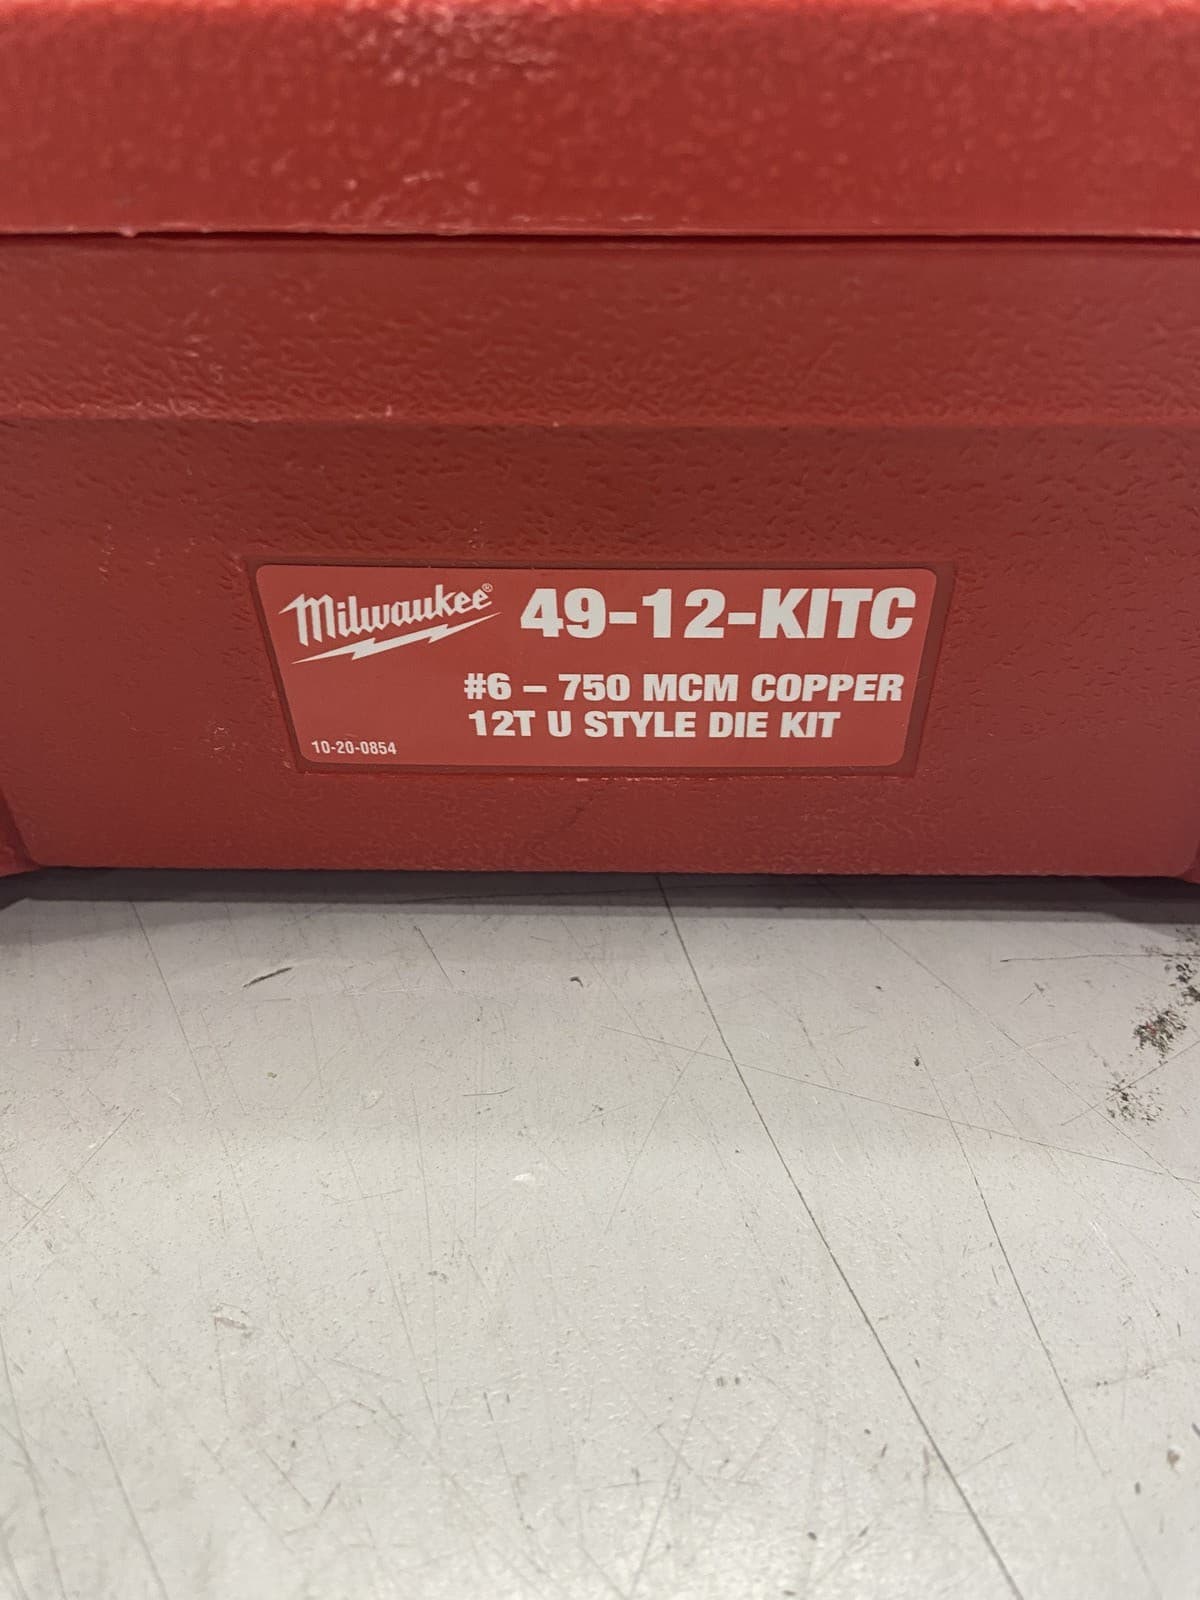 Milwaukee® 49-12-KITC
#6 – 750 MCM COPPER
12T U STYLE DIE KIT
10-20-0854